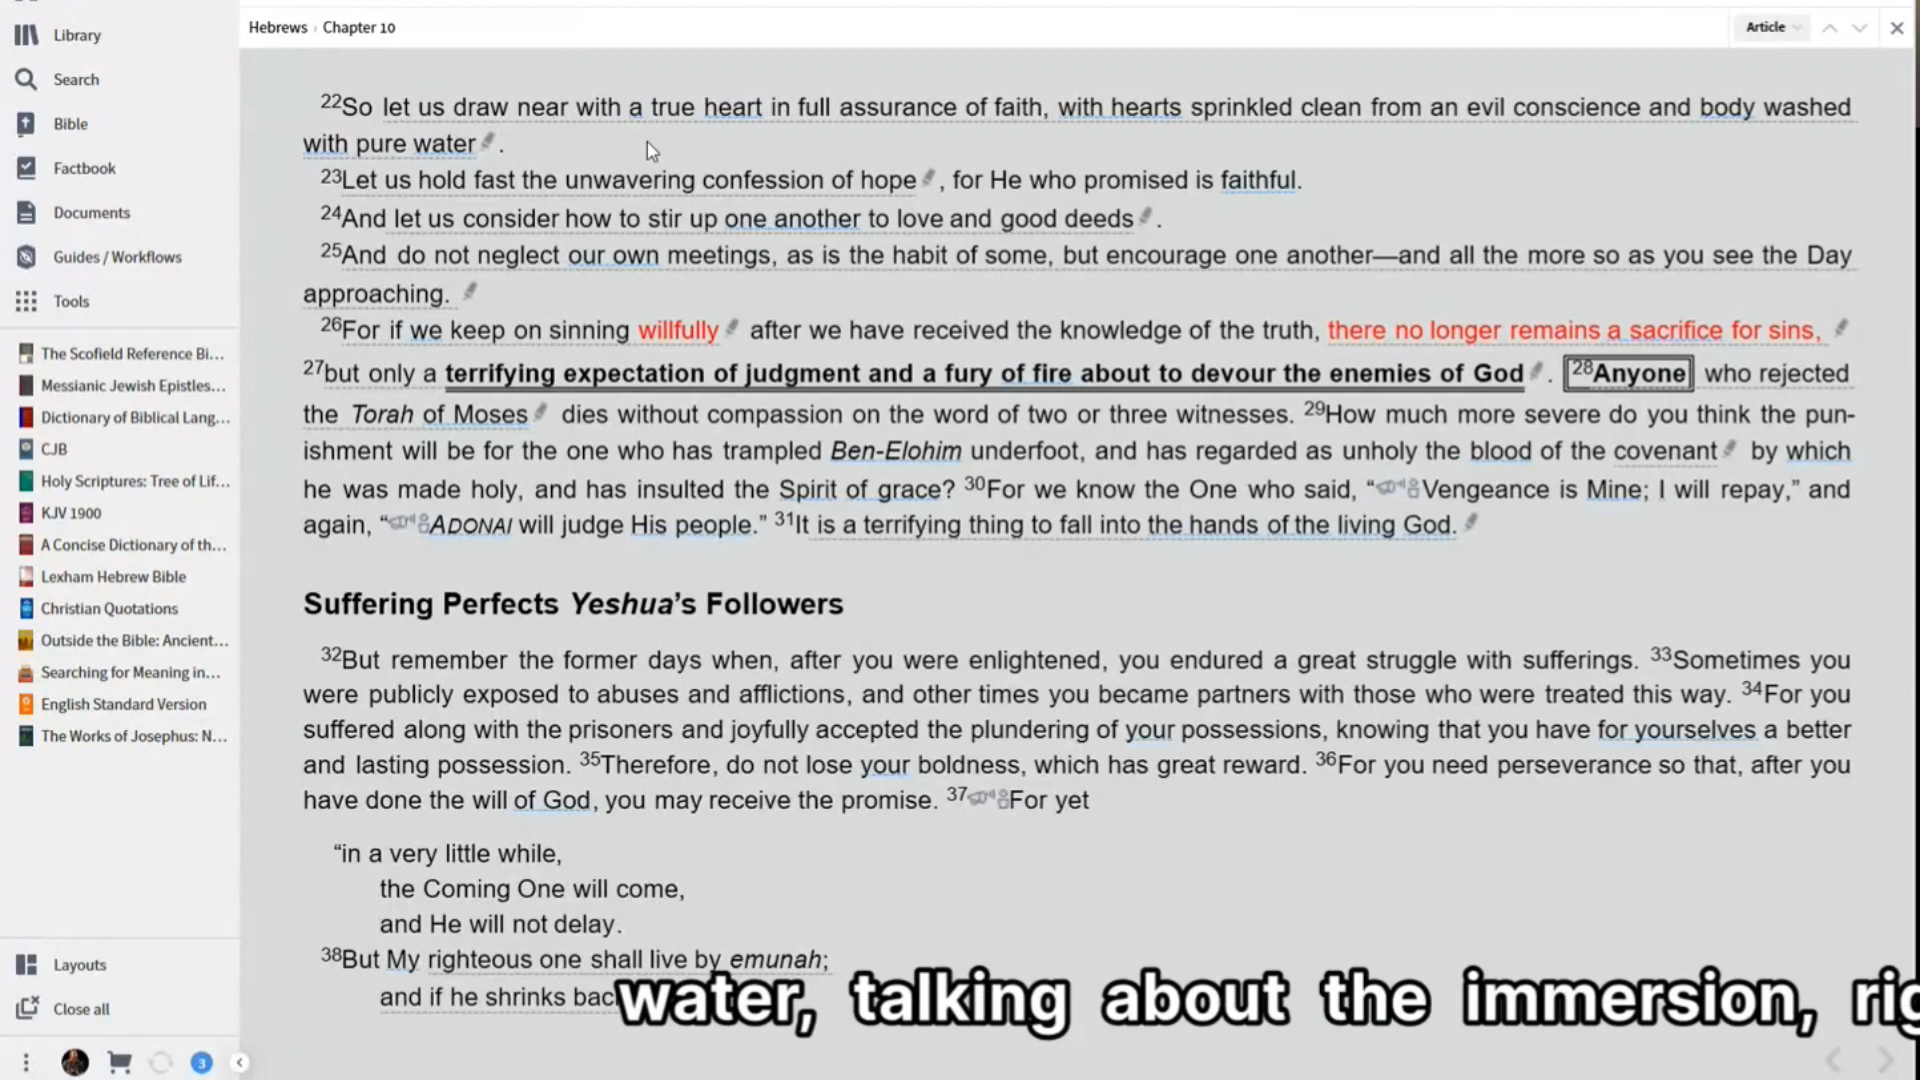 Library
Search
Bible
Factbook
Documents
Guides / Workflows
Tools
The Scofield Reference Bi...
Messianic Jewish Epistles...
Dictionary of Biblical Lang...
CJB
Holy Scriptures: Tree of Lif...
KJV 1900
A Concise Dictionary of th...
Lexham Hebrew Bible
Christian Quotations
Outside the Bible: Ancient...
Searching for Meaning in...
English Standard Version
The Works of Josephus: N...
Layouts
Close all
3
Hebrews › Chapter 10
Article
22So let us draw near with a true heart in full assurance of faith, with hearts sprinkled clean from an evil conscience and body washed
with pure water.
23Let us hold fast the unwavering confession of hope, for He who promised is faithful.
24And let us consider how to stir up one another to love and good deeds.
25And do not neglect our own meetings, as is the habit of some, but encourage one another—and all the more so as you see the Day
approaching.
26For if we keep on sinning willfully after we have received the knowledge of the truth, there no longer remains a sacrifice for sins,
27but only a terrifying expectation of judgment and a fury of fire about to devour the enemies of God. 28Anyone who rejected
the Torah of Moses dies without compassion on the word of two or three witnesses. 29How much more severe do you think the pun-
ishment will be for the one who has trampled Ben-Elohim underfoot, and has regarded as unholy the blood of the covenant by which
he was made holy, and has insulted the Spirit of grace? 30For we know the One who said, “Vengeance is Mine; I will repay,” and
again, “ADONAI will judge His people.” 31It is a terrifying thing to fall into the hands of the living God.
Suffering Perfects Yeshua’s Followers
32But remember the former days when, after you were enlightened, you endured a great struggle with sufferings. 33Sometimes you
were publicly exposed to abuses and afflictions, and other times you became partners with those who were treated this way. 34For you
suffered along with the prisoners and joyfully accepted the plundering of your possessions, knowing that you have for yourselves a better
and lasting possession. 35Therefore, do not lose your boldness, which has great reward. 36For you need perseverance so that, after you
have done the will of God, you may receive the promise. 37For yet
“in a very little while,
the Coming One will come,
and He will not delay.
38But My righteous one shall live by emunah;
and if he shrinks
water, talking about the immersion,